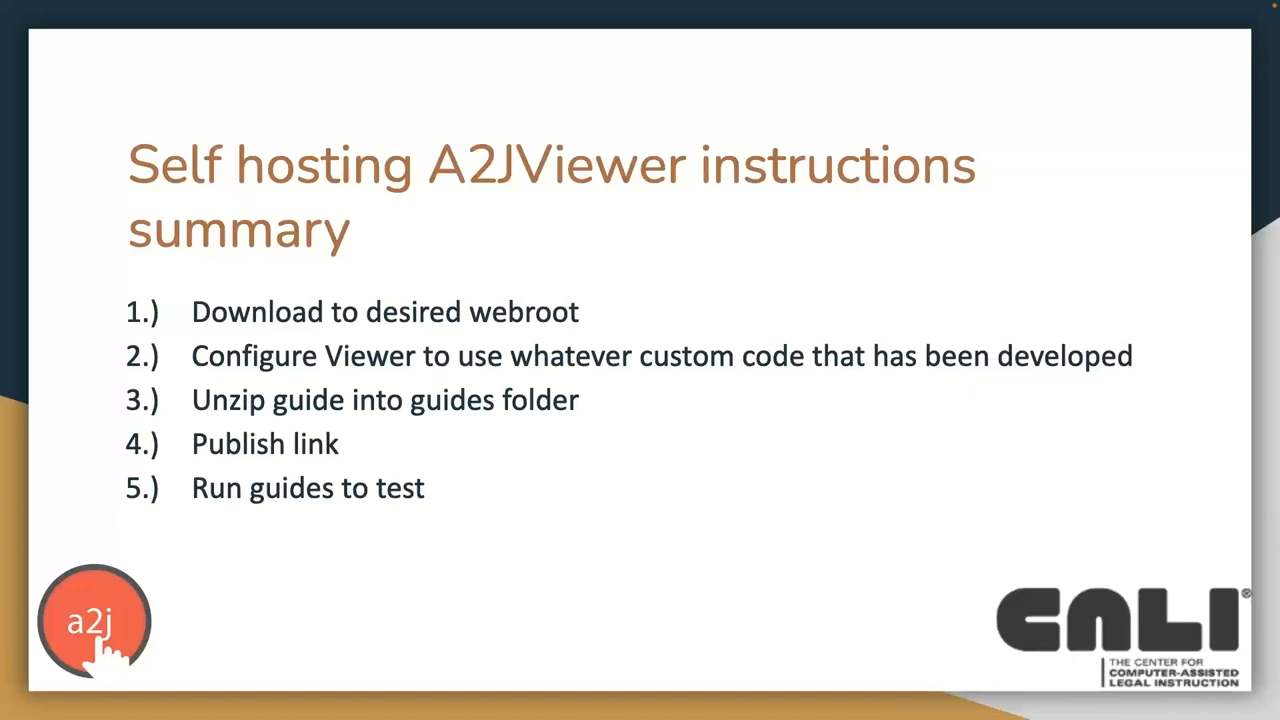 Self hosting A2JViewer instructions
summary
1.) Download to desired webroot
2.) Configure Viewer to use whatever custom code that has been developed
3.) Unzip guide into guides folder
4.) Publish link
5.) Run guides to test
a2j
CALI®
THE CENTER FOR
COMPUTER-ASSISTED
LEGAL INSTRUCTION